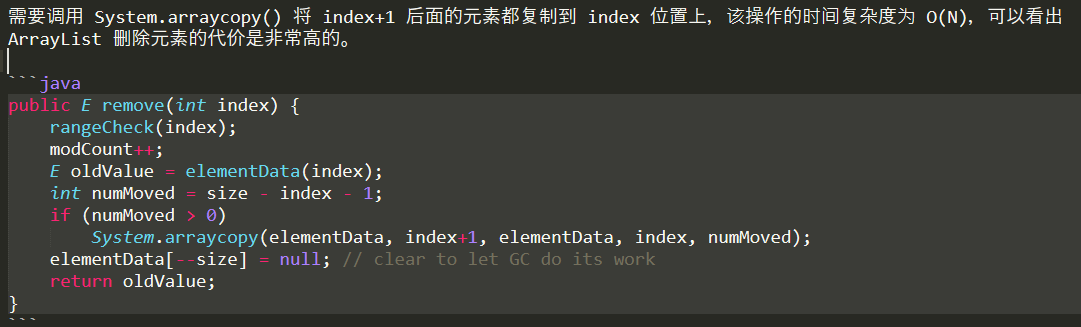 需要调用 System.arraycopy() 将 index+1 后面的元素都复制到 index 位置上，该操作的时间复杂度为 O(N)，可以看出
ArrayList 删除元素的代价是非常高的。
```java
public E remove(int index) {
    rangeCheck(index);
    modCount++;
    E oldValue = elementData(index);
    int numMoved = size - index - 1;
    if (numMoved > 0)
        System.arraycopy(elementData, index+1, elementData, index, numMoved);
    elementData[--size] = null; // clear to let GC do its work
    return oldValue;
}
```